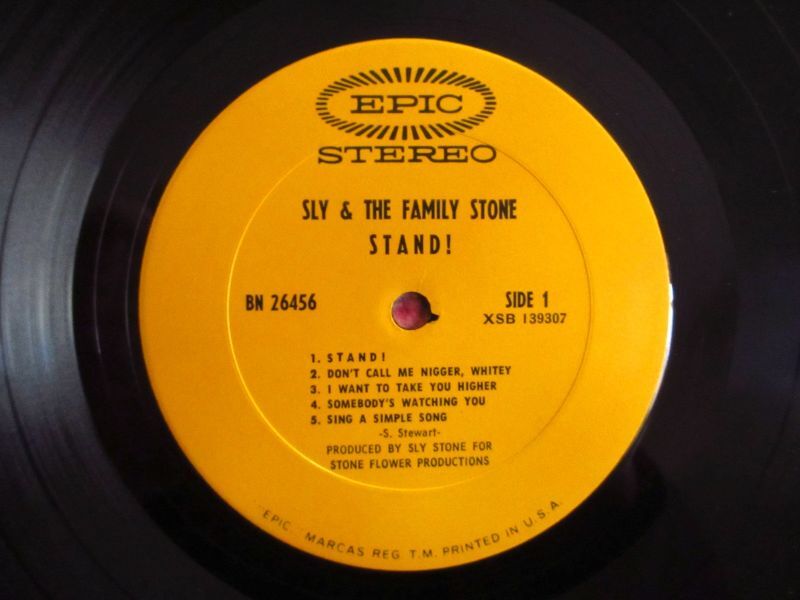 EPIC
STEREO
SLY & THE FAMILY STONE
STAND!
BN 26456
SIDE 1
XSB 139307
1. STAND!
2. DON'T CALL ME NIGGER, WHITEY
3. I WANT TO TAKE YOU HIGHER
4. SOMEBODY'S WATCHING YOU
5. SING A SIMPLE SONG
-S. Stewart-
PRODUCED BY SLY STONE FOR
STONE FLOWER PRODUCTIONS
"EPIC," MARCAS REG. T.M. PRINTED IN U.S.A.